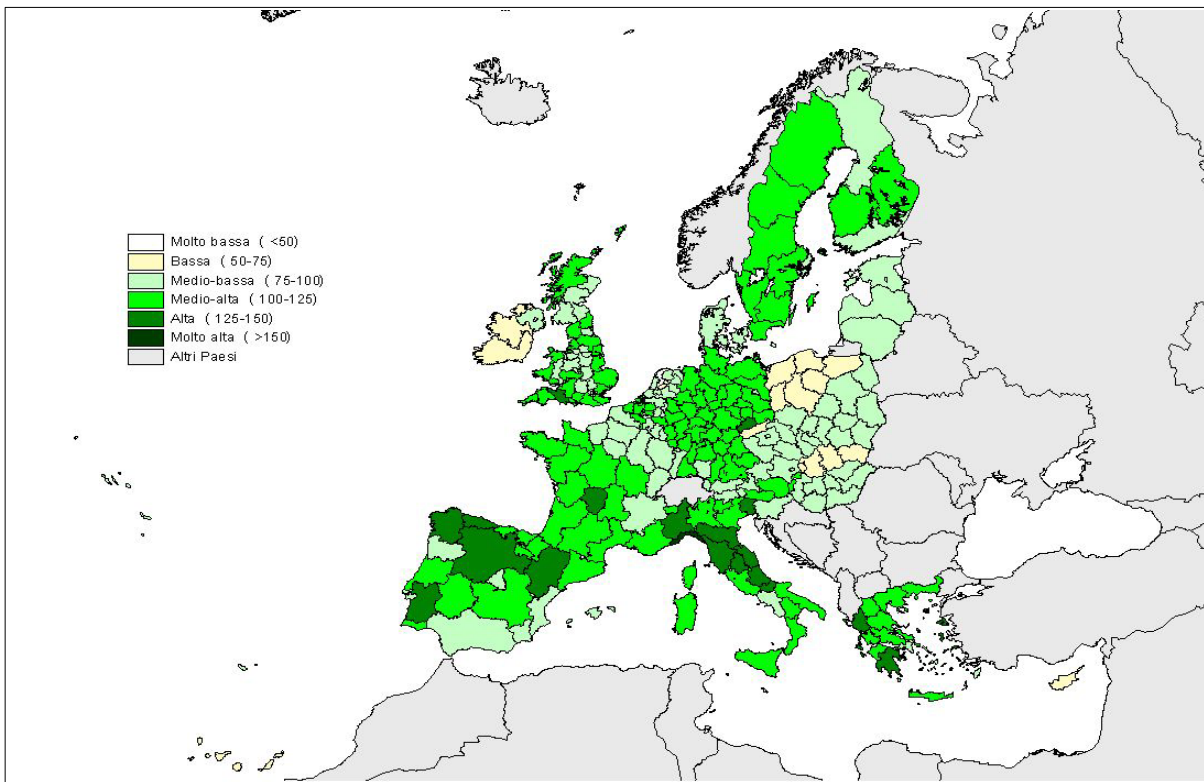 Molto bassa ( <50)
Bassa ( 50-75)
Medio-bassa ( 75-100)
Medio-alta ( 100-125)
Alta ( 125-150)
Molto alta ( >150)
Altri Paesi